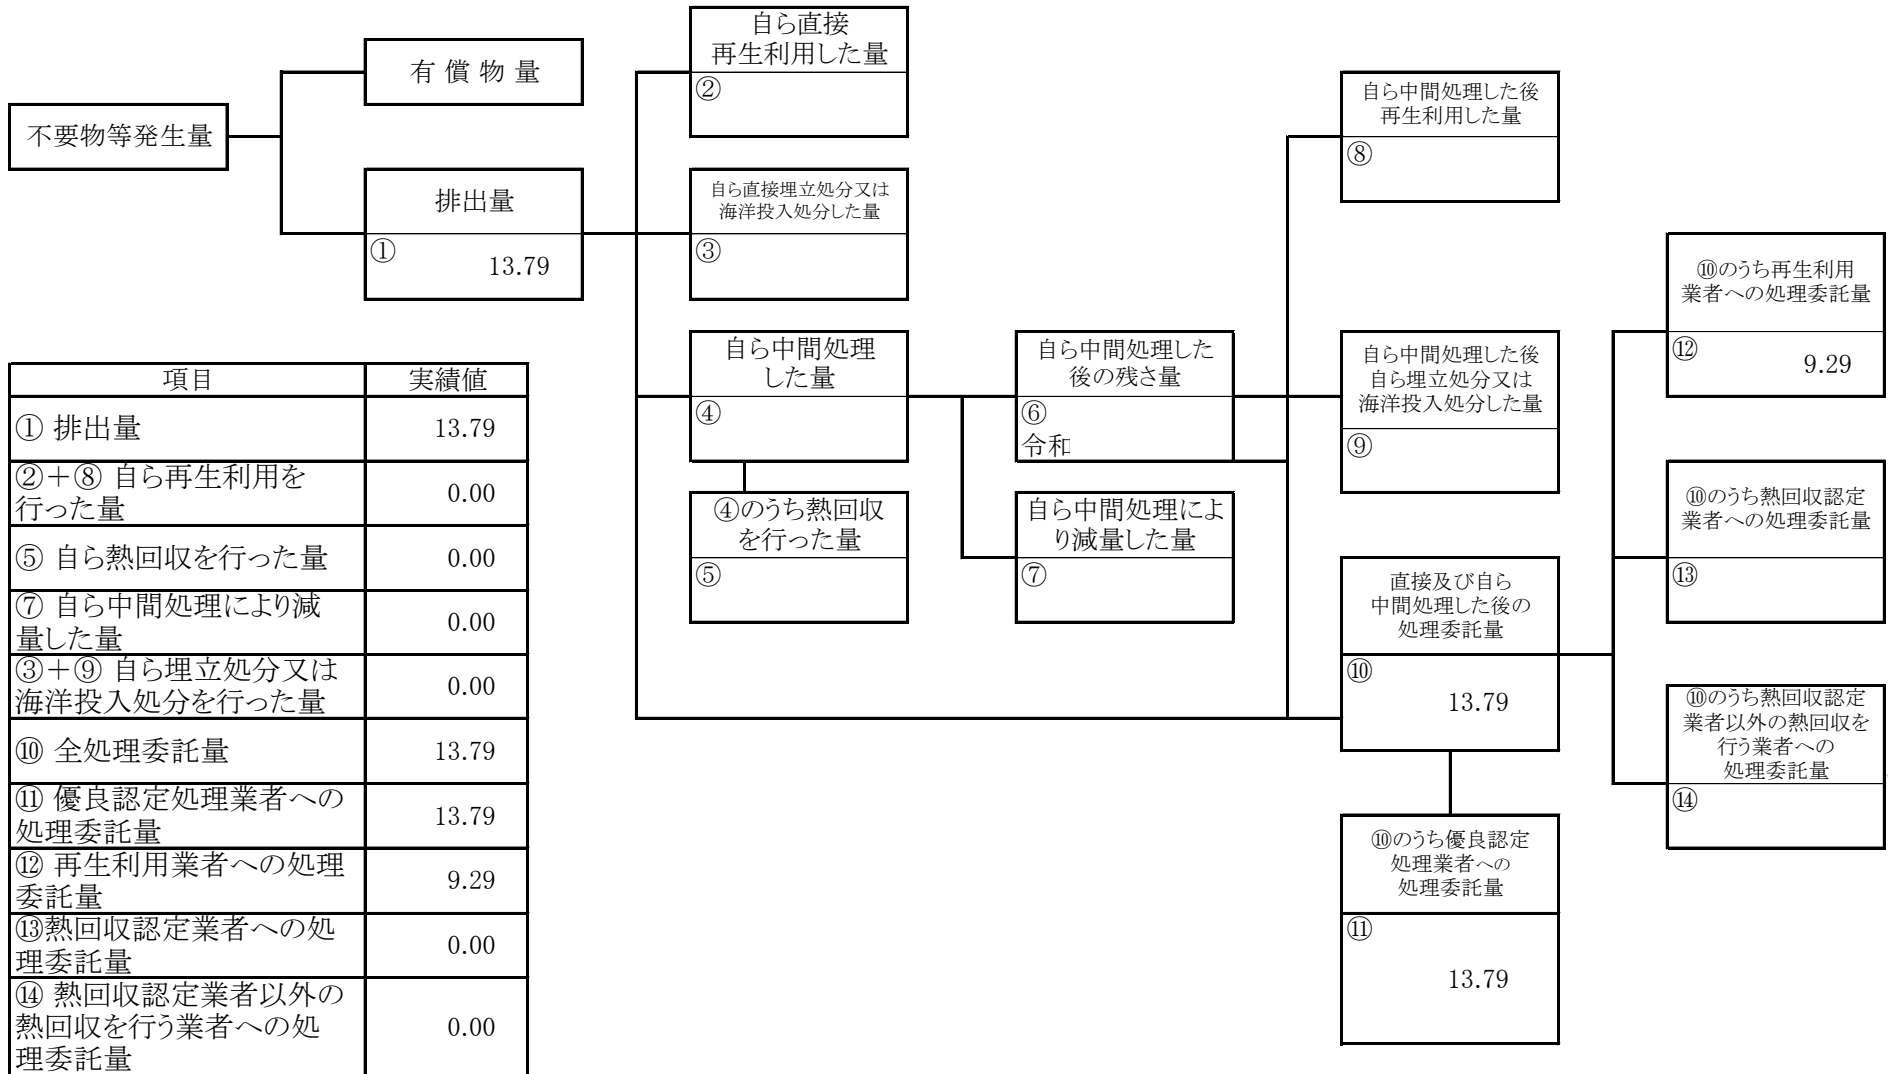 不要物等発生量
有 償 物 量
排出量
①
13.79
自ら直接
再生利用した量
②
自ら直接埋立処分又は
海洋投入処分した量
③
自ら中間処理
した量
④
④のうち熱回収
を行った量
⑤
自ら中間処理した
後の残さ量
⑥
令和
自ら中間処理によ
り減量した量
⑦
自ら中間処理した後
再生利用した量
⑧
自ら中間処理した後
自ら埋立処分又は
海洋投入処分した量
⑨
直接及び自ら
中間処理した後の
処理委託量
⑩
13.79
⑩のうち優良認定
処理業者への
処理委託量
⑪
13.79
⑩のうち再生利用
業者への処理委託量
⑫
9.29
⑩のうち熱回収認定
業者への処理委託量
⑬
⑩のうち熱回収認定
業者以外の熱回収を
行う業者への
処理委託量
⑭
項目 実績値
① 排出量 13.79
②＋⑧ 自ら再生利用を
行った量 0.00
⑤ 自ら熱回収を行った量 0.00
⑦ 自ら中間処理により減
量した量 0.00
③＋⑨ 自ら埋立処分又は
海洋投入処分を行った量 0.00
⑩ 全処理委託量 13.79
⑪ 優良認定処理業者への
処理委託量 13.79
⑫ 再生利用業者への処理
委託量 9.29
⑬熱回収認定業者への処
理委託量 0.00
⑭ 熱回収認定業者以外の
熱回収を行う業者への処 0.00
理委託量